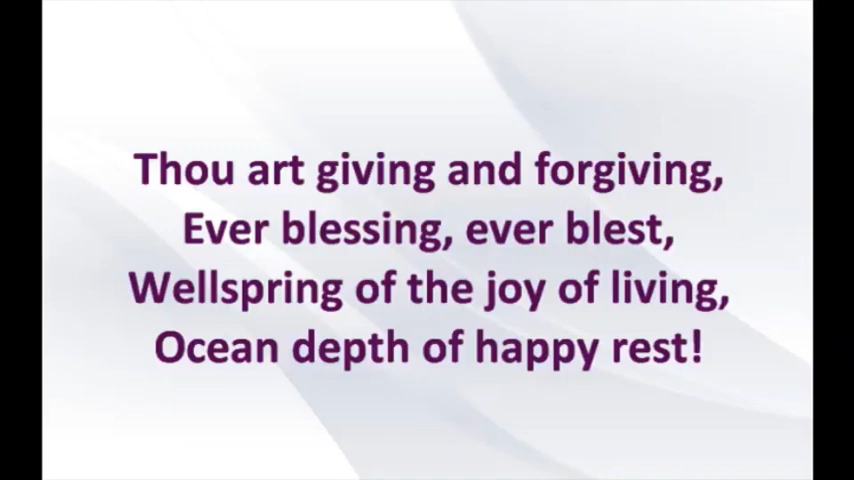 Thou art giving and forgiving,
Ever blessing, ever blest,
Wellspring of the joy of living,
Ocean depth of happy rest!